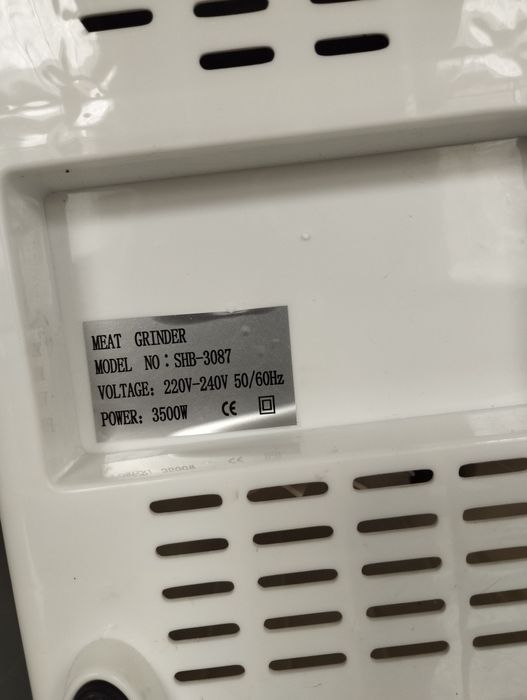 MEAT GRINDER
MODEL NO：SHB-3087
VOLTAGE: 220V-240V 50/60Hz
POWER: 3500W CE